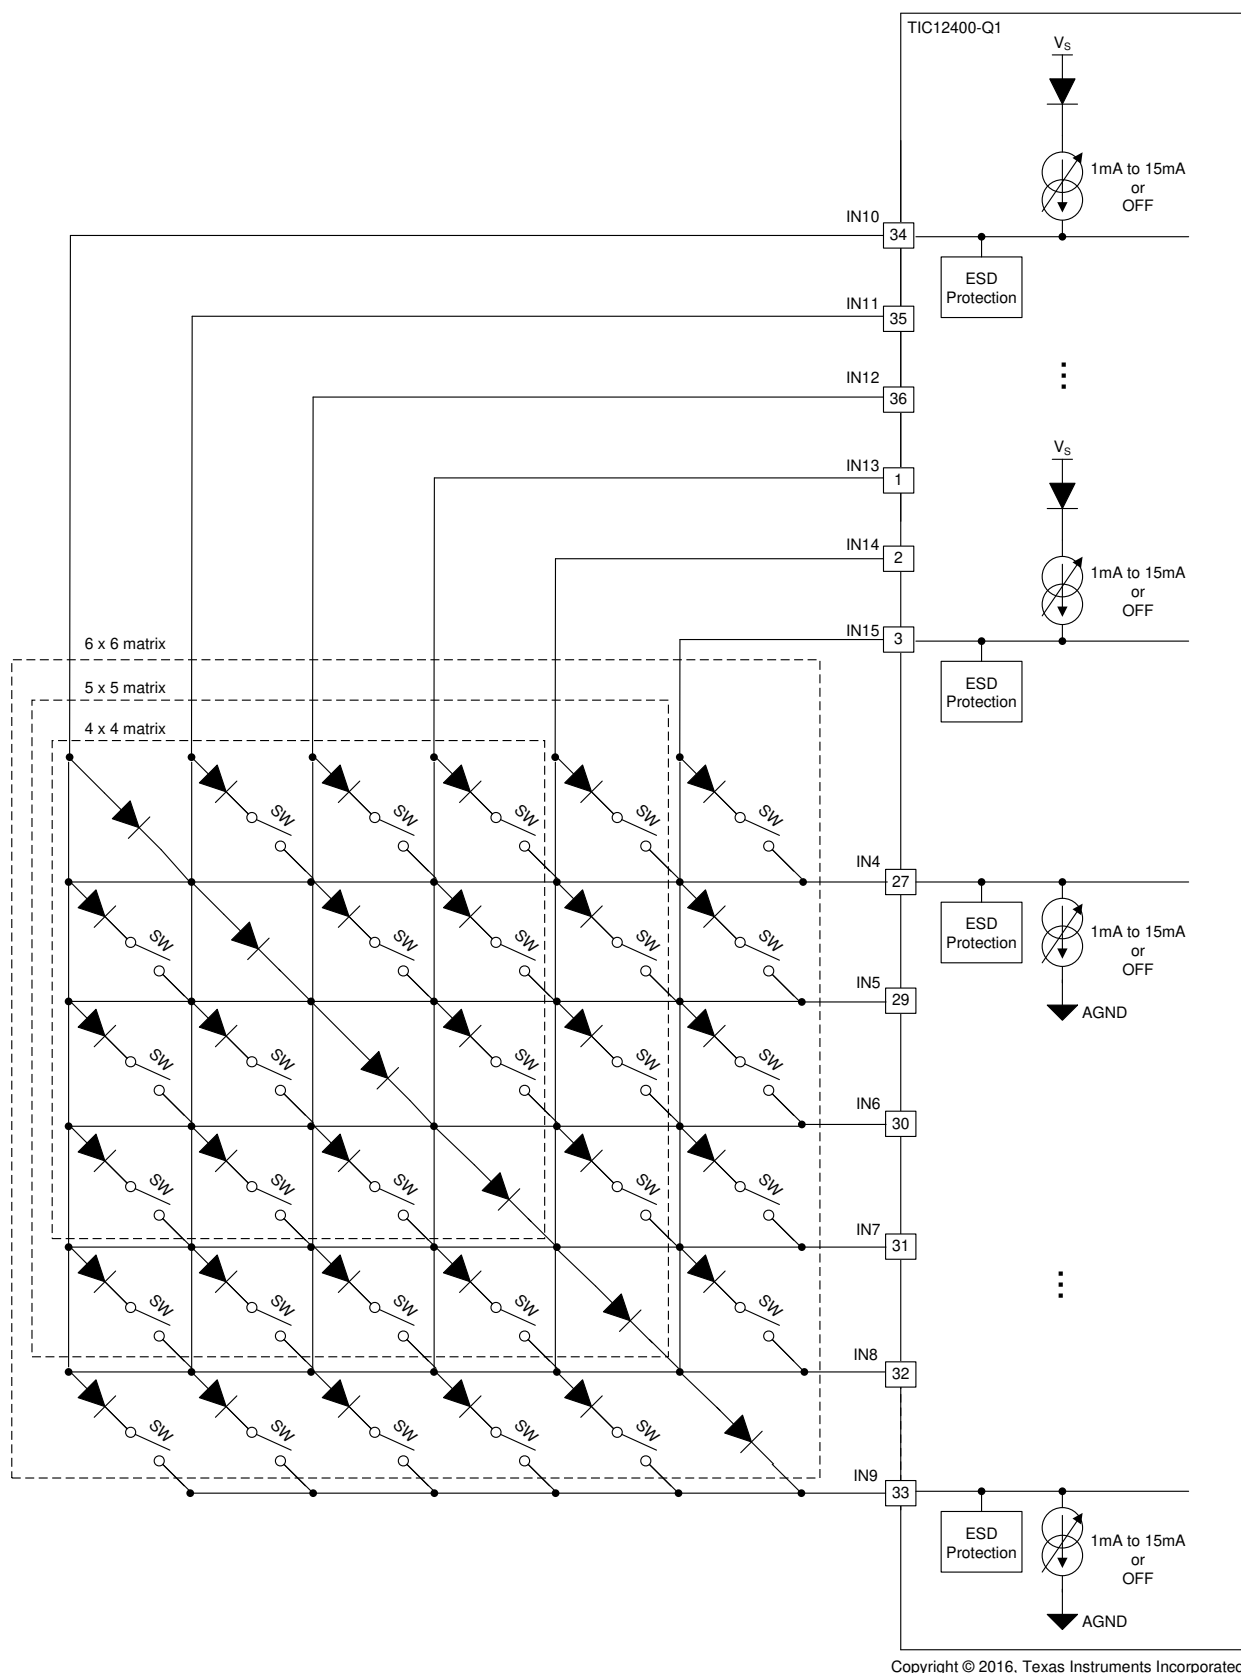 TIC12400-Q1
VS
1mA to 15mA
or
OFF
IN10
34
ESD
Protection
IN11
35
IN12
36
VS
IN13
1
IN14
2
1mA to 15mA
or
OFF
IN15
3
6 x 6 matrix
ESD
Protection
5 x 5 matrix
4 x 4 matrix
SW SW SW SW SW
IN4
27
ESD
Protection
1mA to 15mA
or
OFF
SW SW SW SW SW
IN5
29
AGND
SW SW SW SW SW
IN6
30
SW SW SW SW SW
IN7
31
SW SW SW SW SW
IN8
32
SW SW SW SW SW
IN9
33
ESD
Protection
1mA to 15mA
or
OFF
AGND
Copyright © 2016, Texas Instruments Incorporated